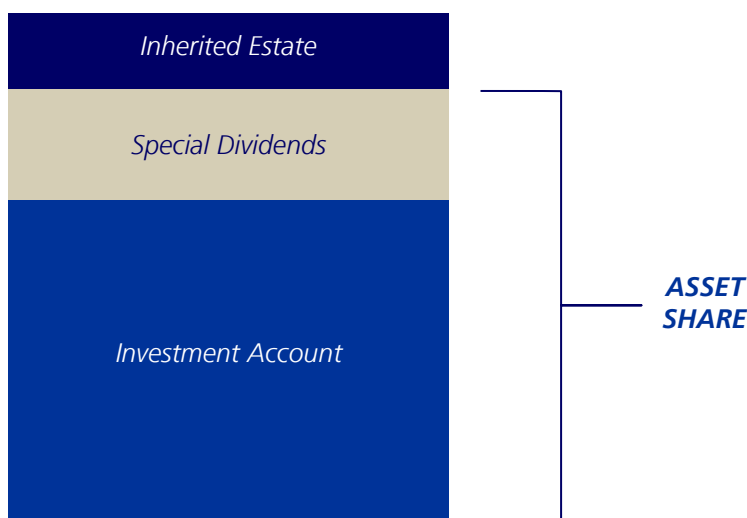 Inherited Estate
Special Dividends
Investment Account
ASSET
SHARE